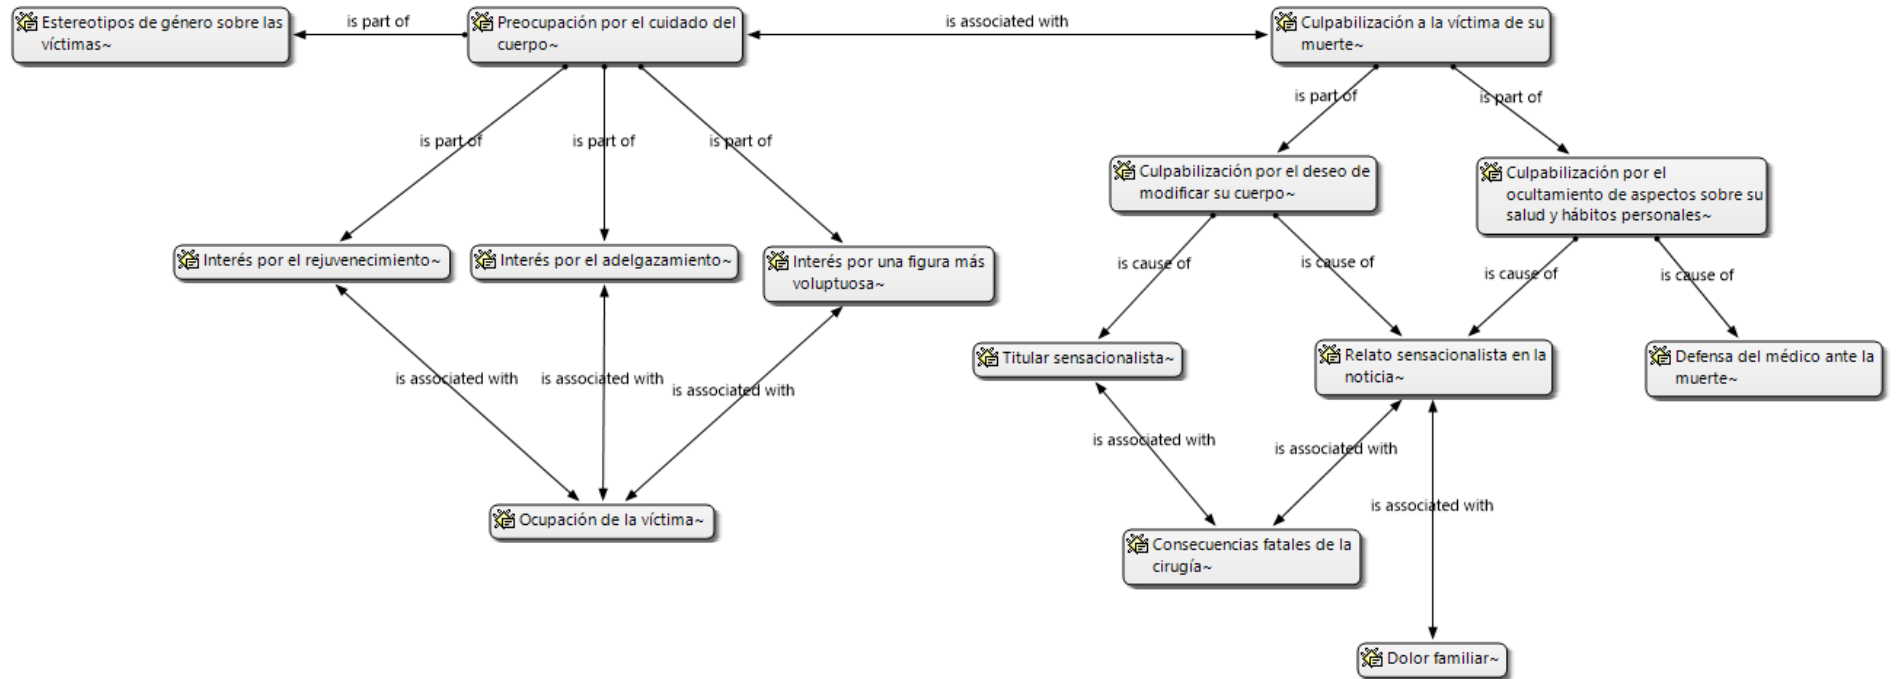 Estereotipos de género sobre las
víctimas~
is part of
Preocupación por el cuidado del
cuerpo~
is associated with
Culpabilización a la víctima de su
muerte~
is part of
is part of
is part of
is part of
is part of
Culpabilización por el deseo de
modificar su cuerpo~
Culpabilización por el
ocultamiento de aspectos sobre su
salud y hábitos personales~
Interés por el rejuvenecimiento~
Interés por el adelgazamiento~
Interés por una figura más
voluptuosa~
is cause of
is cause of
is cause of
is cause of
Titular sensacionalista~
Relato sensacionalista en la
noticia~
Defensa del médico ante la
muerte~
is associated with
is associated with
is associated with
is associated with
is associated with
is associated with
Ocupación de la víctima~
Consecuencias fatales de la
cirugía~
Dolor familiar~